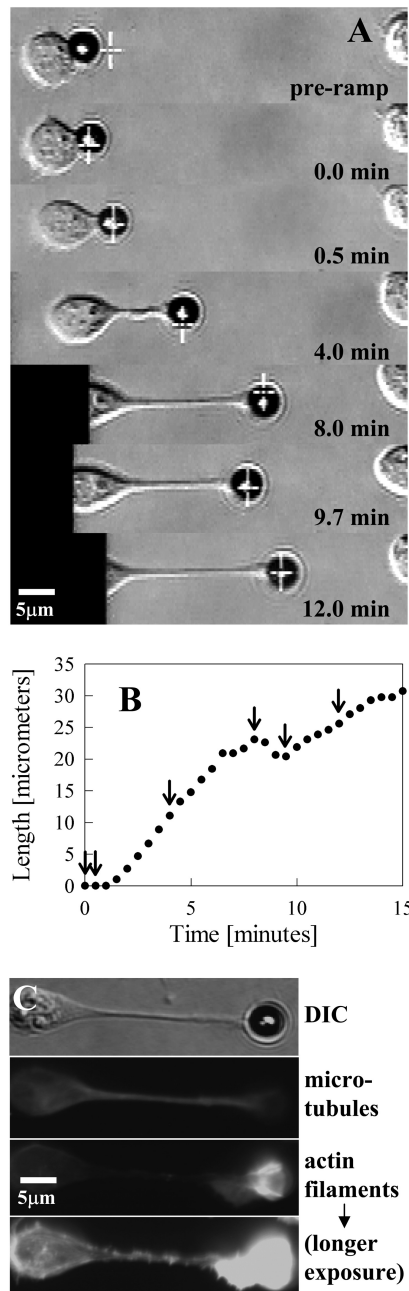 A
pre-ramp
0.0 min
0.5 min
4.0 min
8.0 min
9.7 min
12.0 min
5μm
B
Length [micrometers]
35
30
25
20
15
10
5
0
0 5 10 15
Time [minutes]
C
DIC
micro-
tubules
5μm
actin
filaments
(longer
exposure)